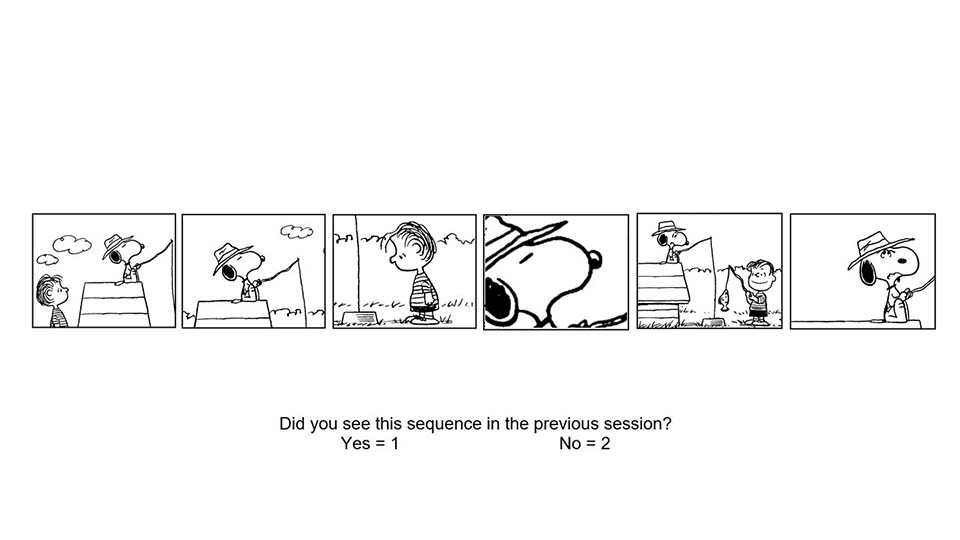 Did you see this sequence in the previous session?
Yes = 1 No = 2